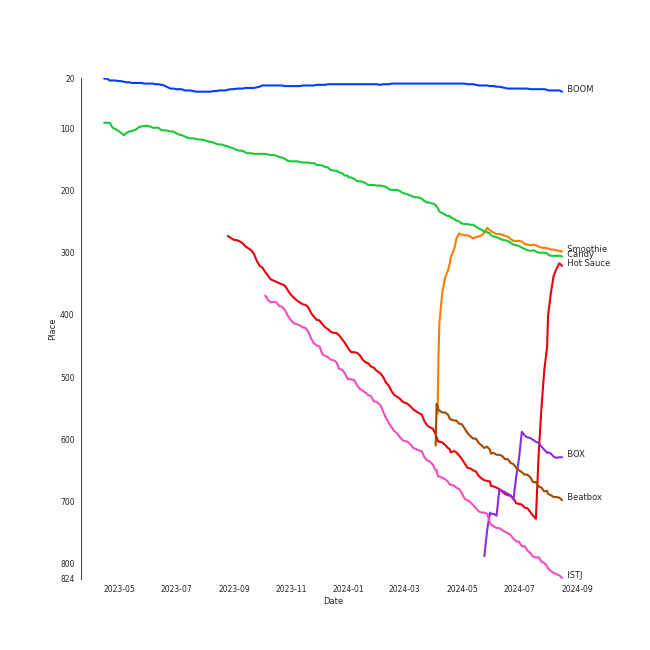 20
100
200
300
400
500
600
700
800
824
Place
BOOM
Smoothie
Candy
Hot Sauce
BOX
Beatbox
ISTJ
2023-05
2023-07
2023-09
2023-11
2024-01
2024-03
2024-05
2024-07
2024-09
Date